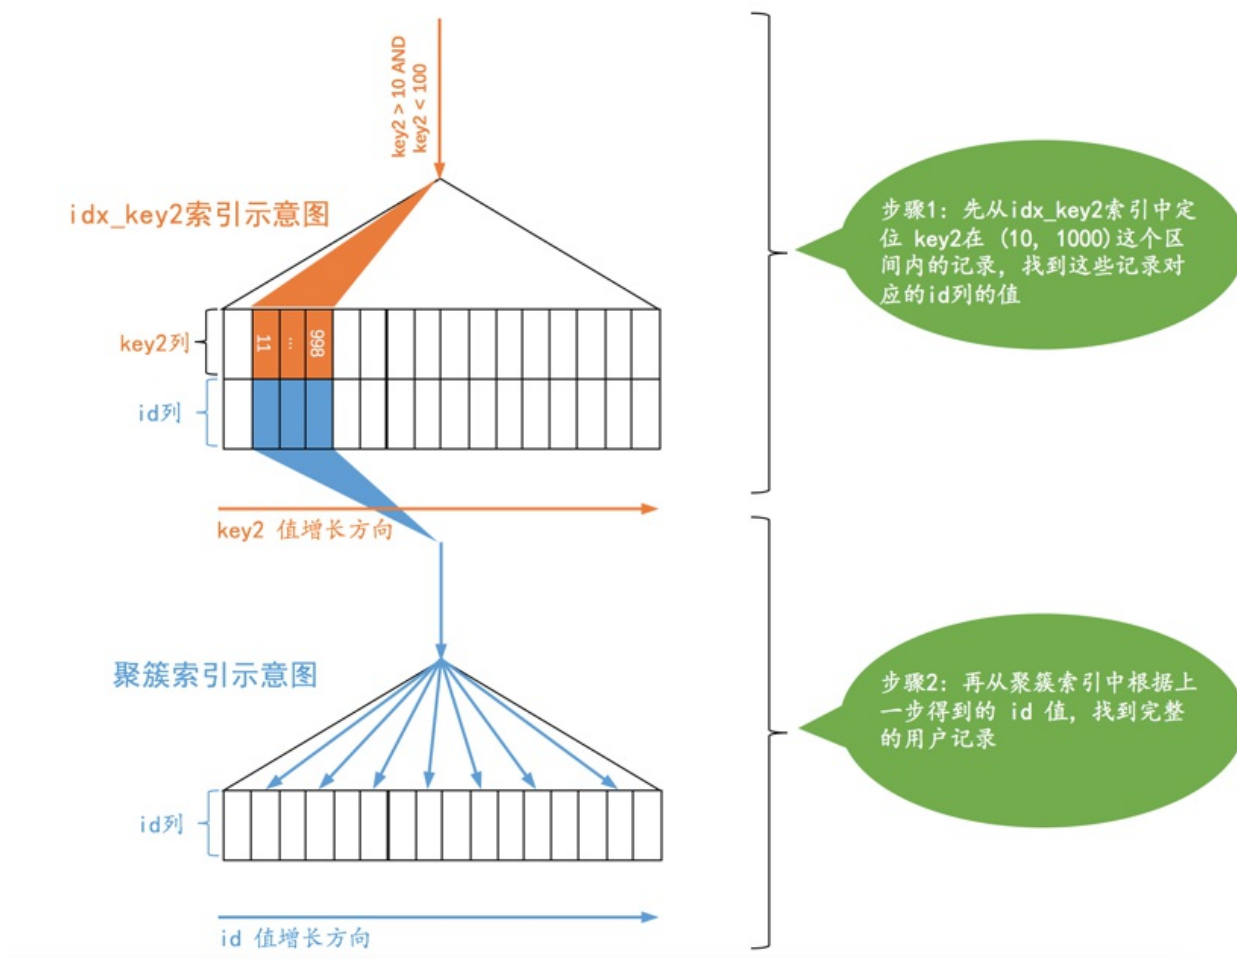 key2 > 10 AND
key2 < 100
idx_key2索引示意图
key2列
11
...
998
id列
key2 值增长方向
步骤1: 先从idx_key2索引中定
位 key2在 (10, 1000)这个区
间内的记录, 找到这些记录对
应的id列的值
聚簇索引示意图
id列
id 值增长方向
步骤2: 再从聚簇索引中根据上
一步得到的 id 值, 找到完整
的用户记录